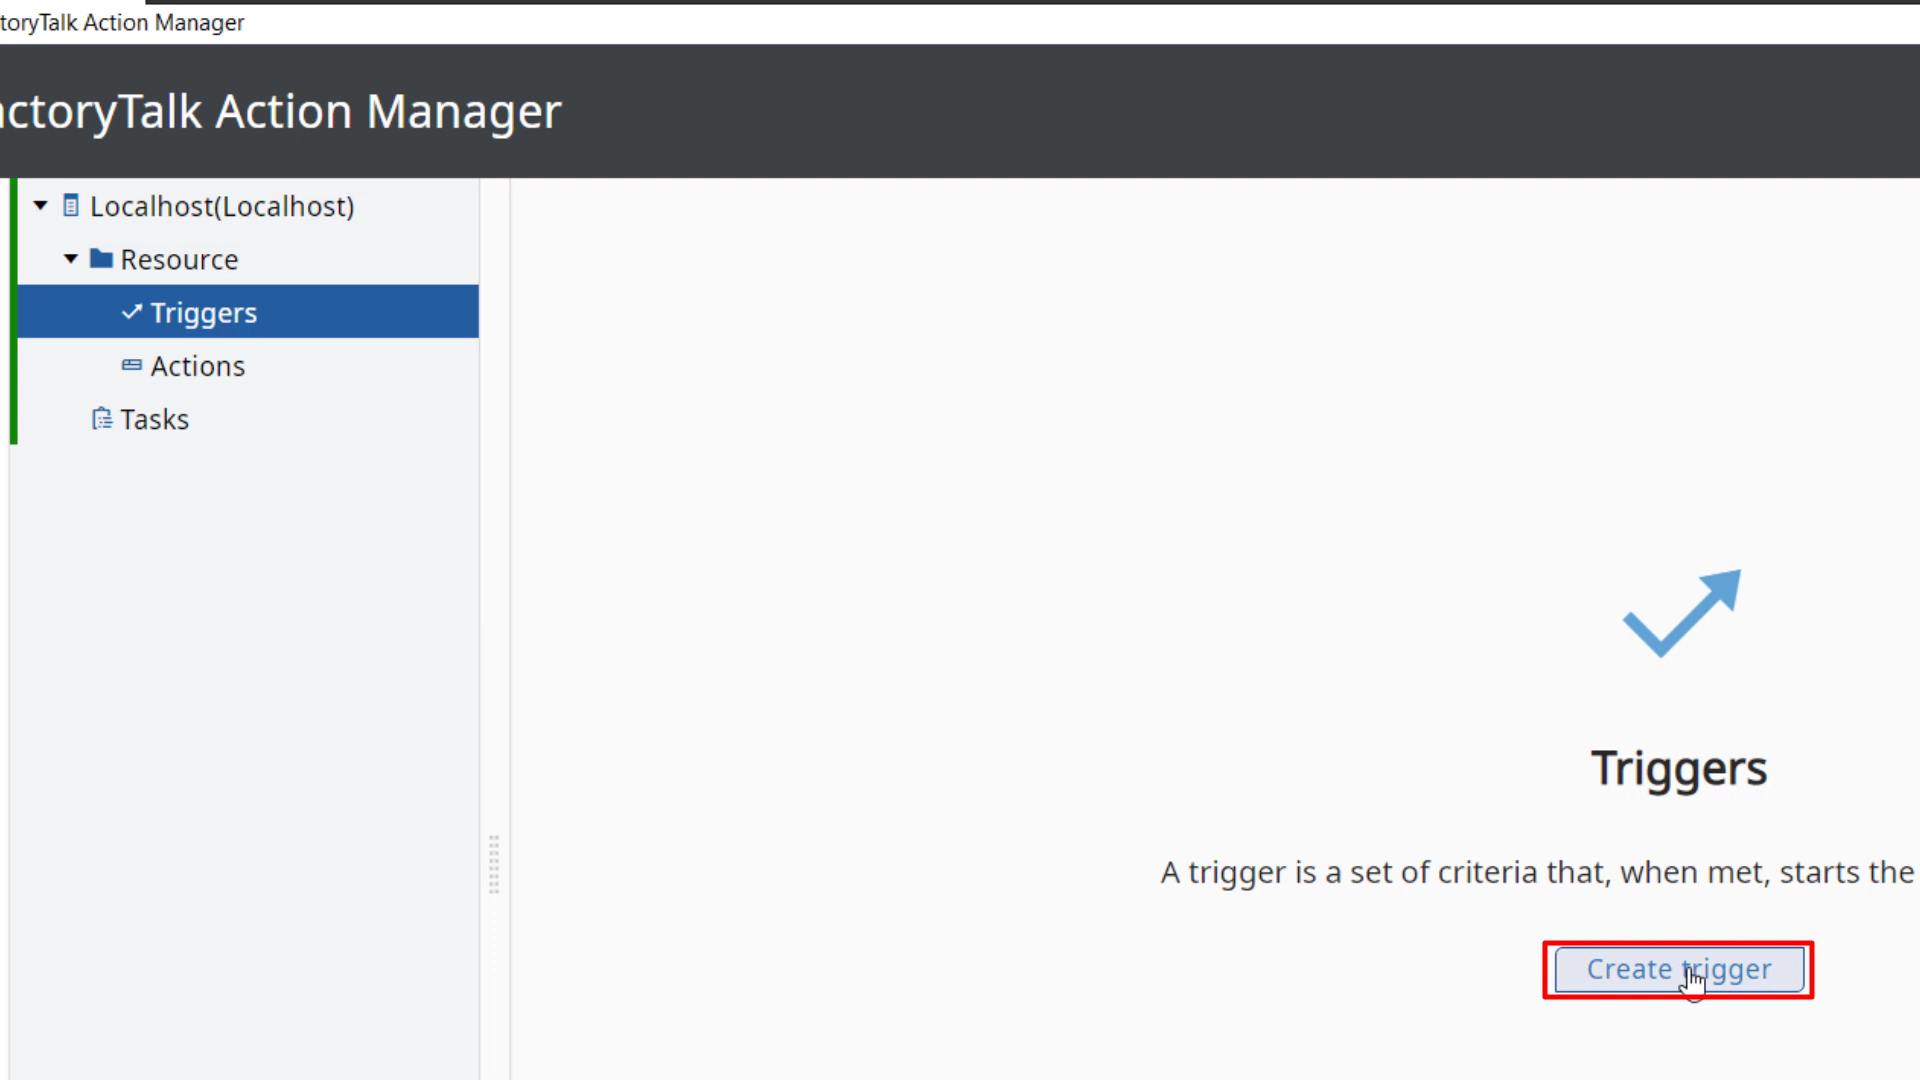 toryTalk Action Manager
actoryTalk Action Manager
Localhost(Localhost)
Resource
Triggers
Actions
Tasks
Triggers
A trigger is a set of criteria that, when met, starts the
Create trigger